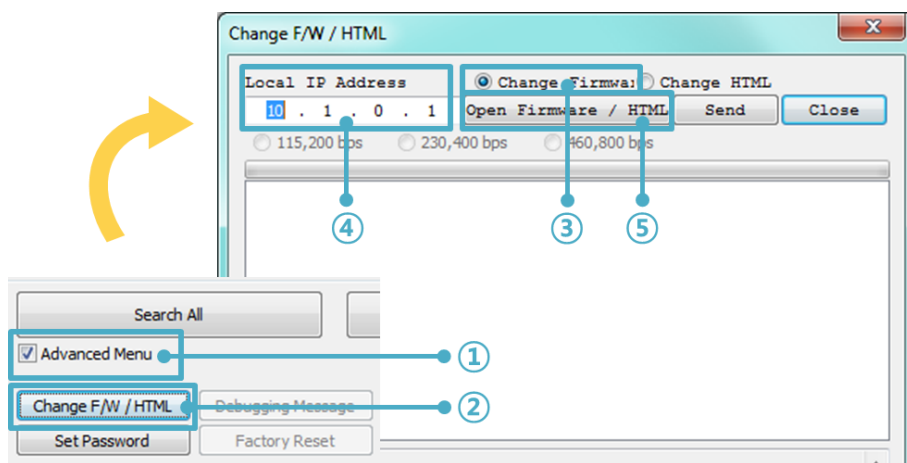 Change F/W / HTML
Local IP Address
Change Firmwar Change HTML
10 . 1 . 0 . 1
Open Firmware / HTML Send Close
115,200 bps 230,400 bps 460,800 bps
④ ③ ⑤
Search All
Advanced Menu ①
Change F/W / HTML Debugging Message ②
Set Password Factory Reset